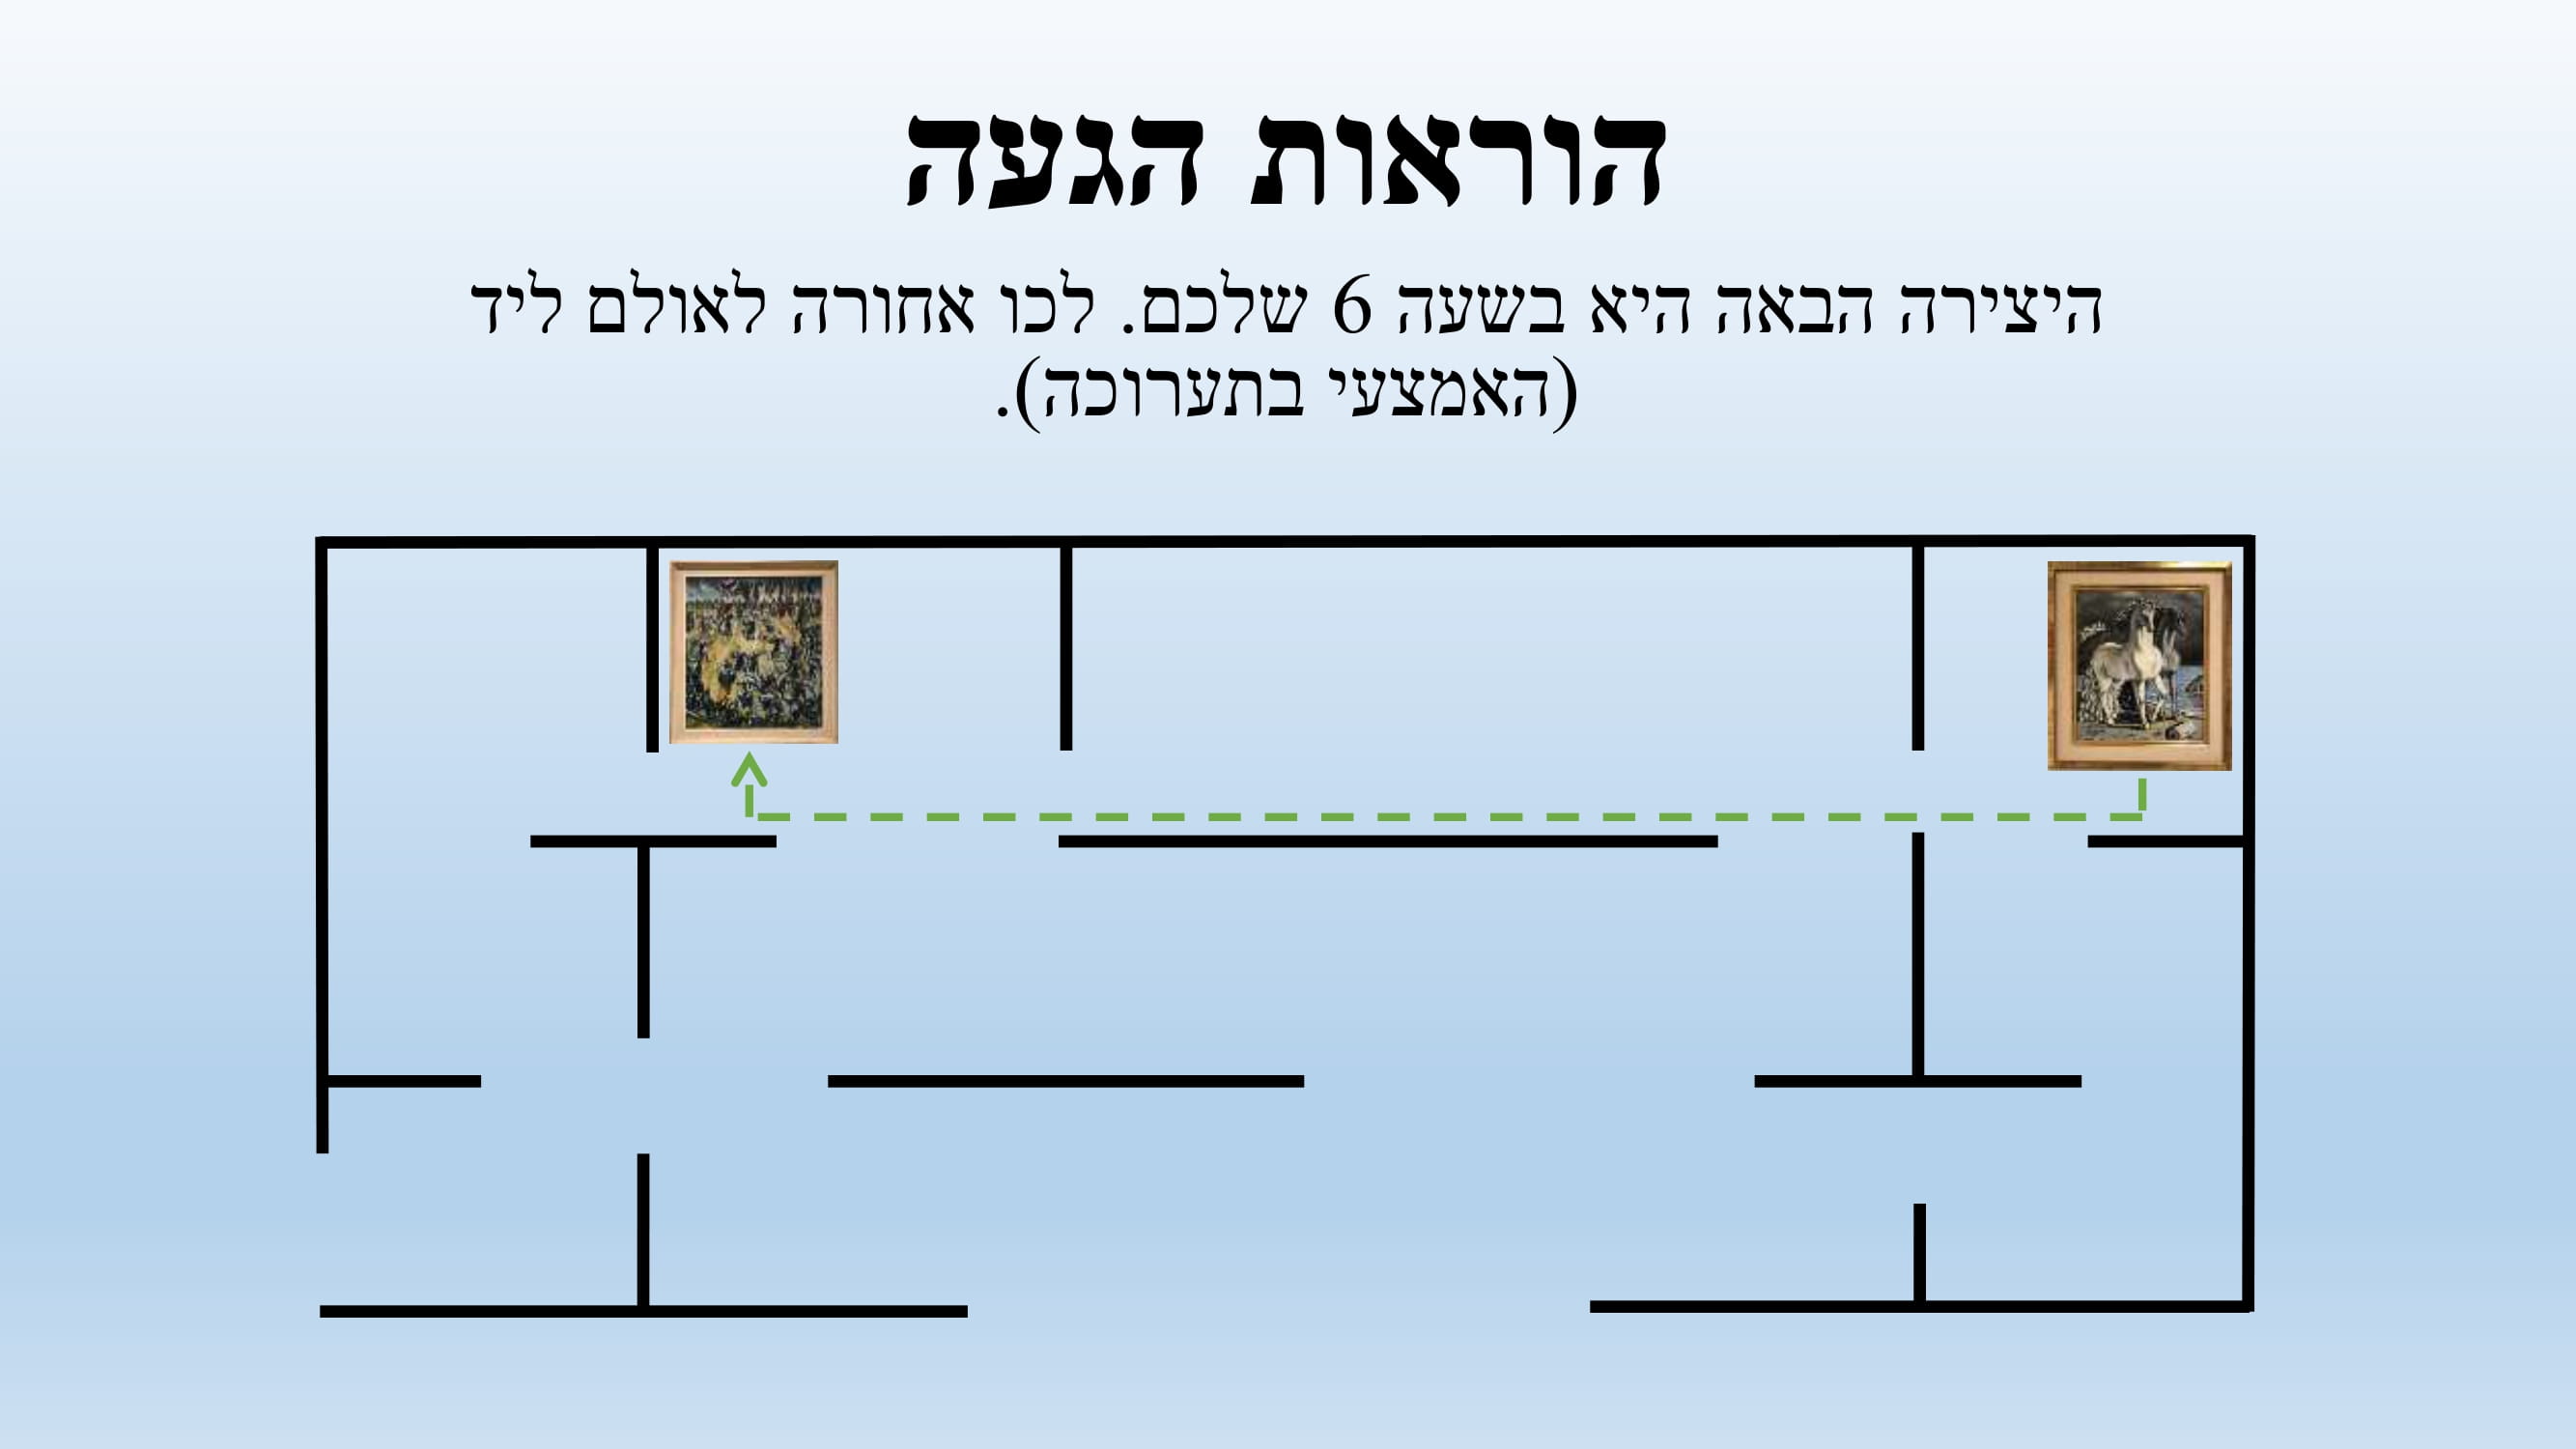 הוראות הגעה
היצירה הבאה היא בשעה 6 שלכם. לכו אחורה לאולם ליד
(האמצעי בתערוכה).